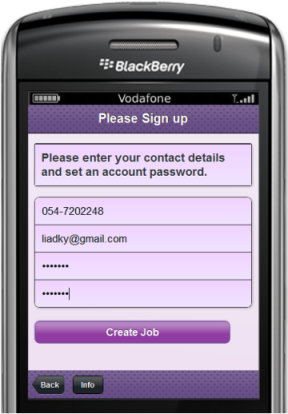 BlackBerry
Vodafone
Please Sign up
Please enter your contact details
and set an account password.
054-7202248
liadky@gmail.com
•••••••
•••••••
Create Job
Back
Info